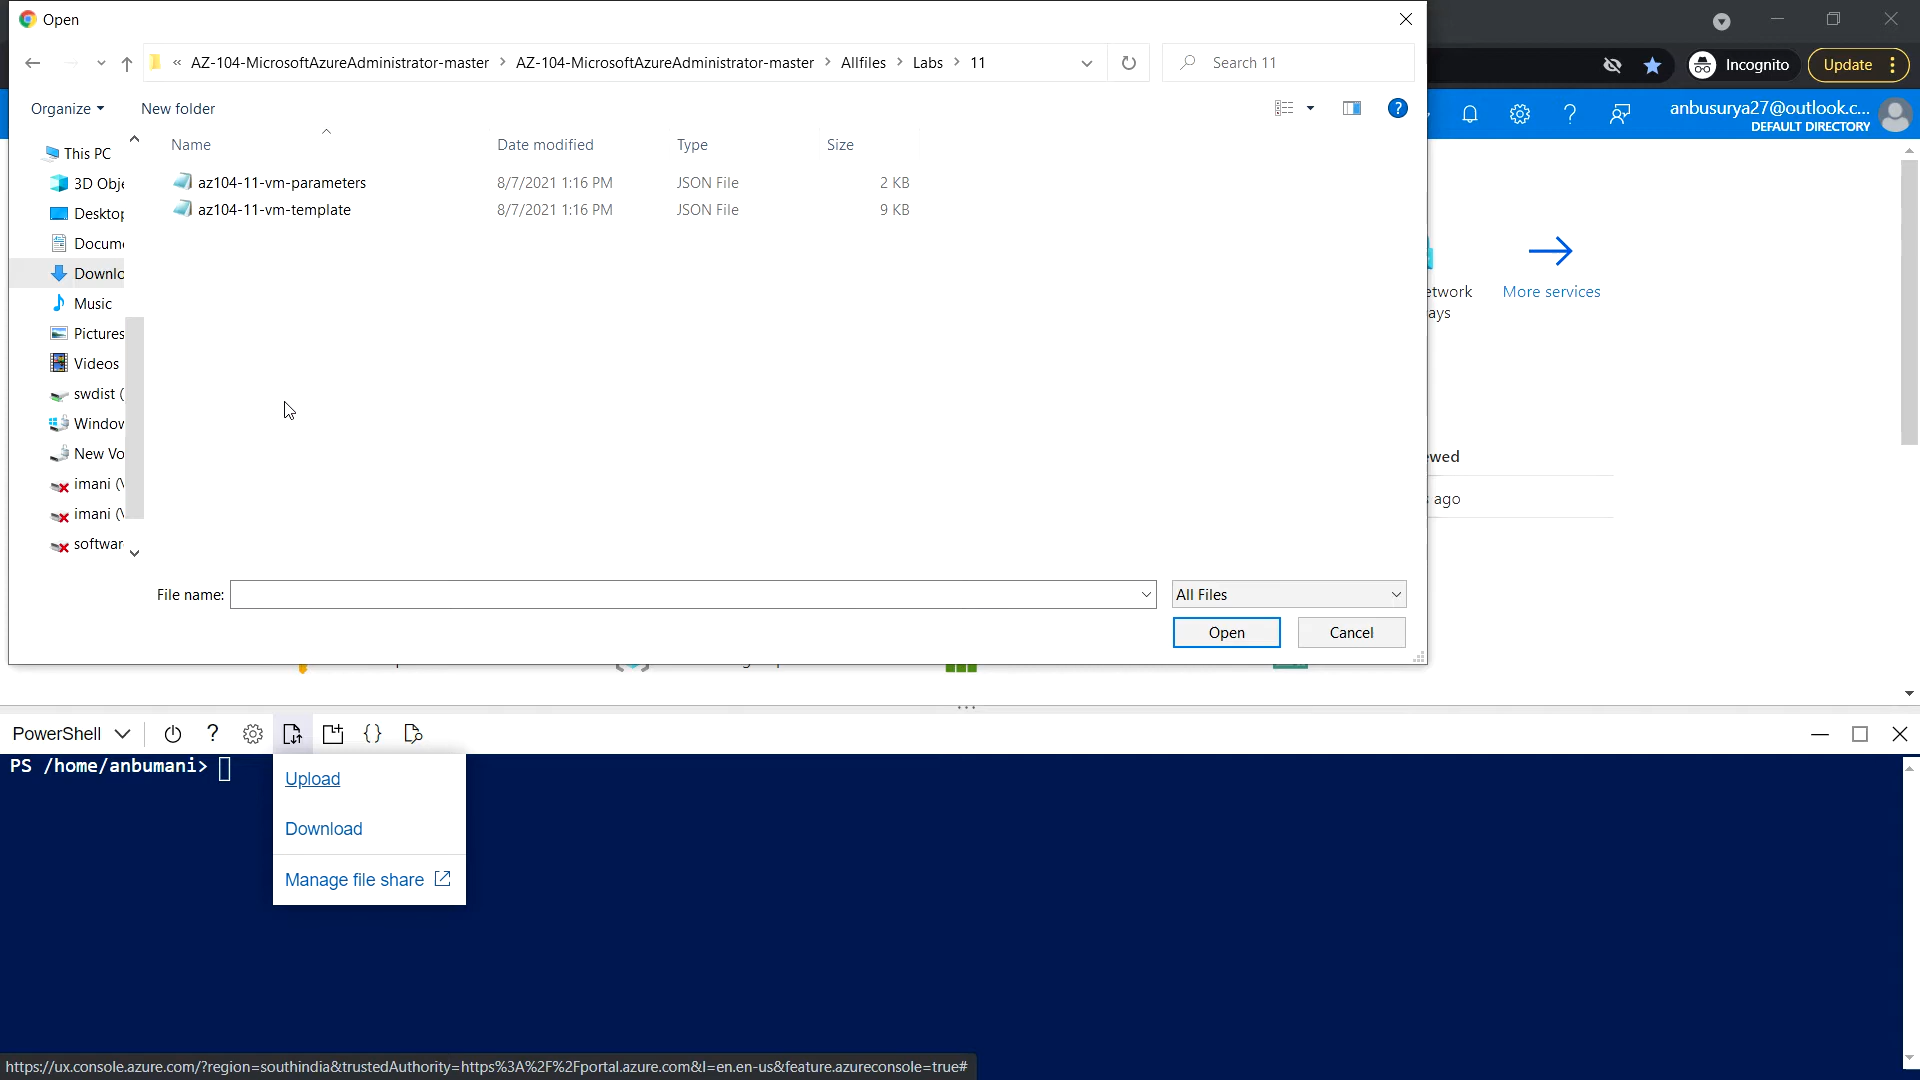 Open
Incognito
Update
« AZ-104-MicrosoftAzureAdministrator-master > AZ-104-MicrosoftAzureAdministrator-master > Allfiles > Labs > 11
Search 11
Organize
New folder
anbusurya27@outlook.c...
DEFAULT DIRECTORY
Name
Date modified
Type
Size
az104-11-vm-parameters
8/7/2021 1:16 PM
JSON File
2 KB
az104-11-vm-template
8/7/2021 1:16 PM
JSON File
9 KB
This PC
3D Obje
Desktop
Docume
Downlo
Music
Pictures
Videos
swdist (
Window
New Vo
imani (\
imani (\
softwar
etwork
ays
More services
ewed
ago
File name:
All Files
Open
Cancel
PowerShell
PS /home/anbumani>
Upload
Download
Manage file share
https://ux.console.azure.com/?region=southindia&trustedAuthority=https%3A%2F%2Fportal.azure.com&l=en.en-us&feature.azureconsole=true#